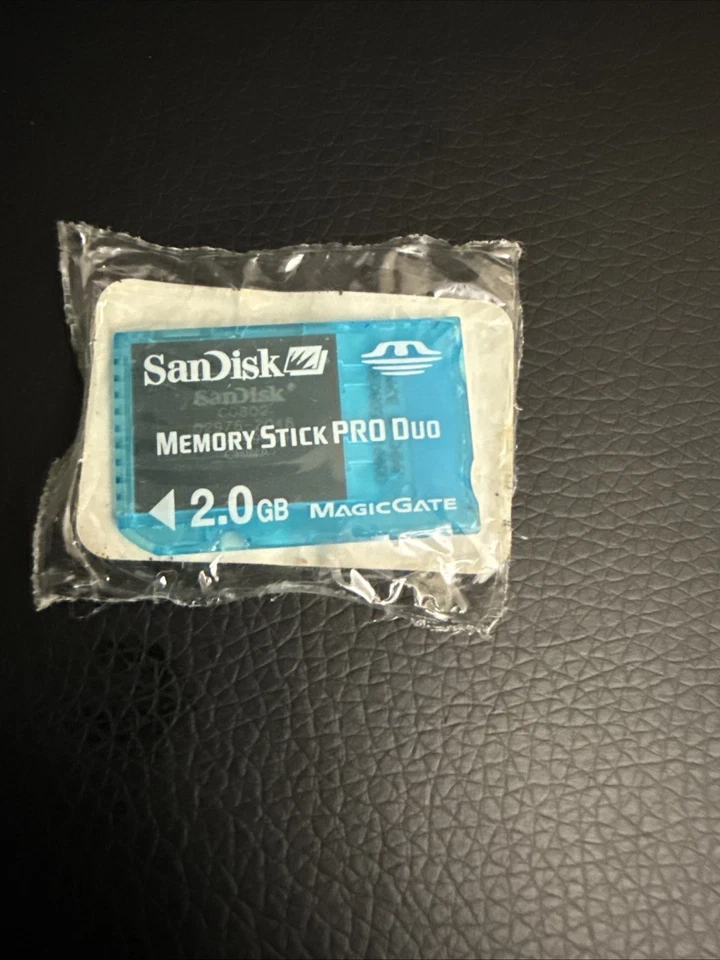 SanDisk
SanDisk
MEMORY STICK PRO DUO
2.0GB MAGICGATE